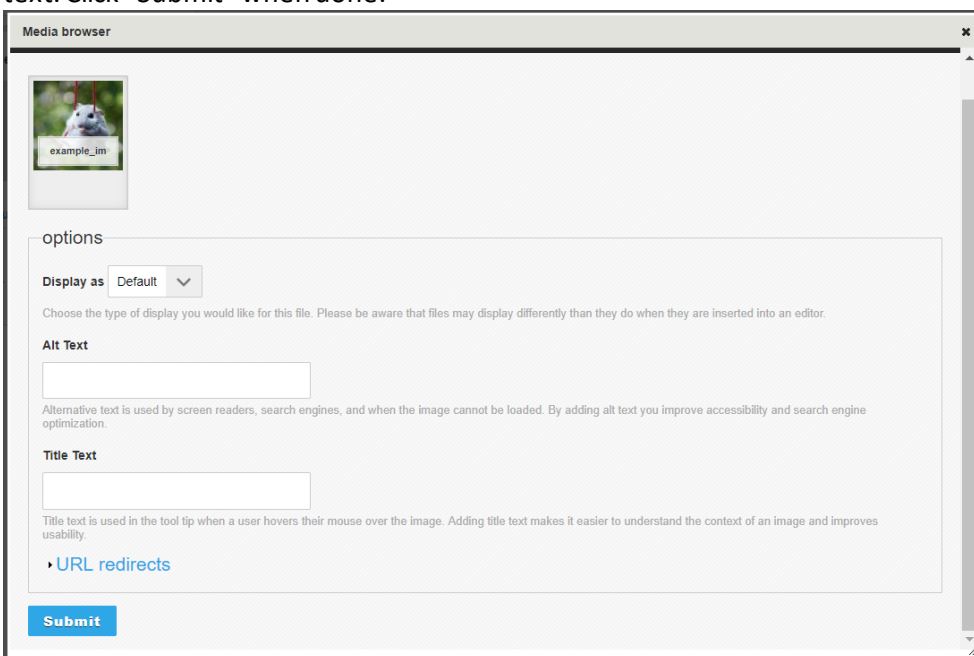 text. Click "Submit" when done.
Media browser
example_im
options
Display as Default
Choose the type of display you would like for this file. Please be aware that files may display differently than they do when they are inserted into an editor.
Alt Text
Alternative text is used by screen readers, search engines, and when the image cannot be loaded. By adding alt text you improve accessibility and search engine
optimization.
Title Text
Title text is used in the tool tip when a user hovers their mouse over the image. Adding title text makes it easier to understand the context of an image and improves
usability.
URL redirects
Submit